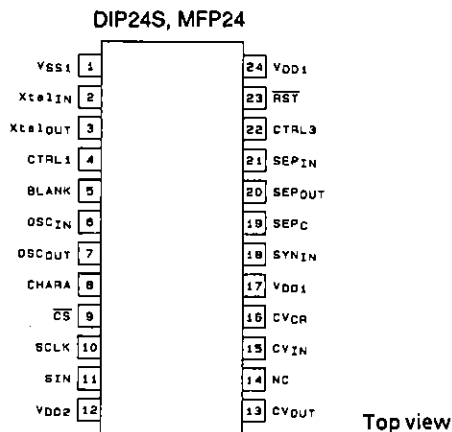 DIP24S, MFP24
VSS1 1 24 VDD1
XtalIN 2 23 RST
XtalOUT 3 22 CTRL3
CTRL1 4 21 SEPIN
BLANK 5 20 SEPOUT
OSCIN 6 19 SEPC
OSCOUT 7 18 SYNIN
CHARA 8 17 VDD1
CS 9 16 CVCR
SCLK 10 15 CVIN
SIN 11 14 NC
VDD2 12 13 CVOUT
Top view